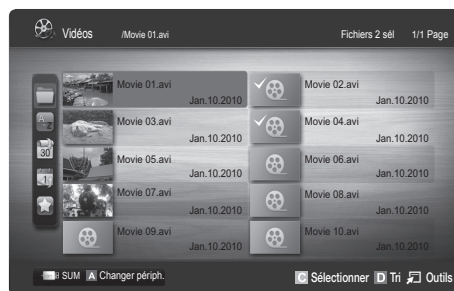 Vidéos /Movie 01.avi Fichiers 2 sél 1/1 Page
Movie 01.avi Movie 02.avi
Jan.10.2010 Jan.10.2010
Movie 03.avi Movie 04.avi
Jan.10.2010 Jan.10.2010
Movie 05.avi Movie 06.avi
Jan.10.2010 Jan.10.2010
Movie 07.avi Movie 08.avi
Jan.10.2010 Jan.10.2010
Movie 09.avi Movie 10.avi
Jan.10.2010 Jan.10.2010
A Z
30
1
SUM A Changer périph. C Sélectionner D Tri Outils